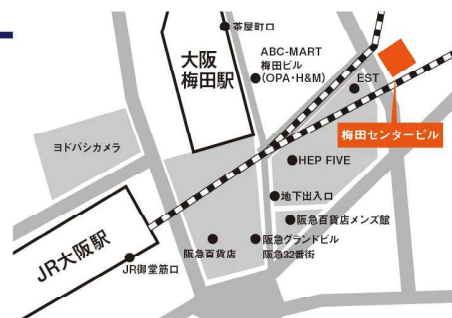 茶屋町口
大阪
梅田駅
ABC-MART
梅田ビル
(OPA・H&M)
EST
梅田センタービル
ヨドバシカメラ
HEP FIVE
地下出入口
阪急百貨店メンズ館
JR大阪駅
JR御堂筋口
阪急百貨店
阪急グランドビル
阪急32番街